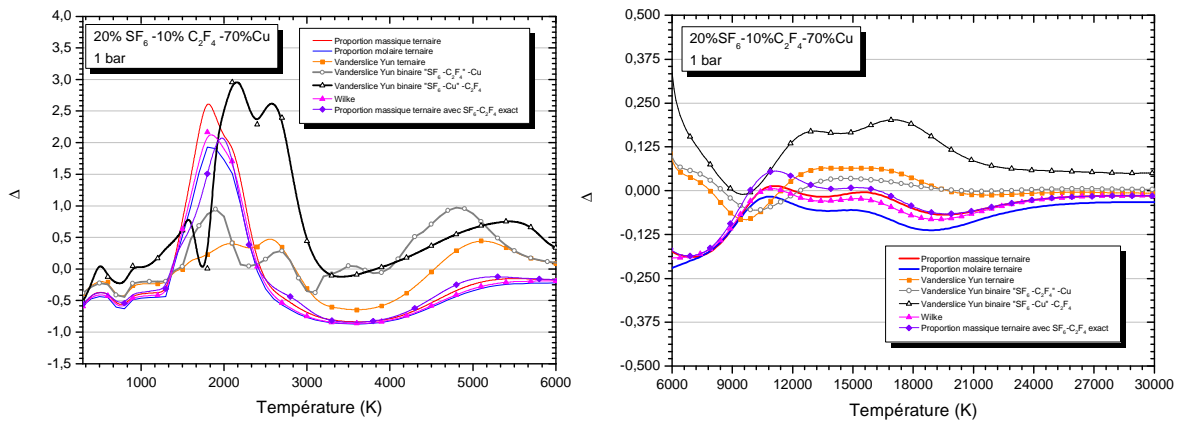 20% SF6 -10% C2F4 -70%Cu
1 bar
Proportion massique ternaire
Proportion molaire ternaire
Vanderslice Yun ternaire
Vanderslice Yun binaire "SF6 -C2F4" -Cu
Vanderslice Yun binaire "SF6 -Cu" -C2F4
Wilke
Proportion massique ternaire avec SF6-C2F4 exact
4,0
3,5
3,0
2,5
2,0
1,5
1,0
0,5
0,0
-0,5
-1,0
-1,5
Δ
1000
2000
3000
4000
5000
6000
Température (K)
20%SF6-10%C2F4-70%Cu
1 bar
0,500
0,375
0,250
0,125
0,000
-0,125
-0,250
-0,375
-0,500
Δ
Proportion massique ternaire
Proportion molaire ternaire
Vanderslice Yun ternaire
Vanderslice Yun binaire "SF6 -C2F4" -Cu
Vanderslice Yun binaire "SF6 -Cu" -C2F4
Wilke
Proportion massique ternaire avec SF6-C2F4 exact
6000
9000
12000
15000
18000
21000
24000
27000
30000
Température (K)